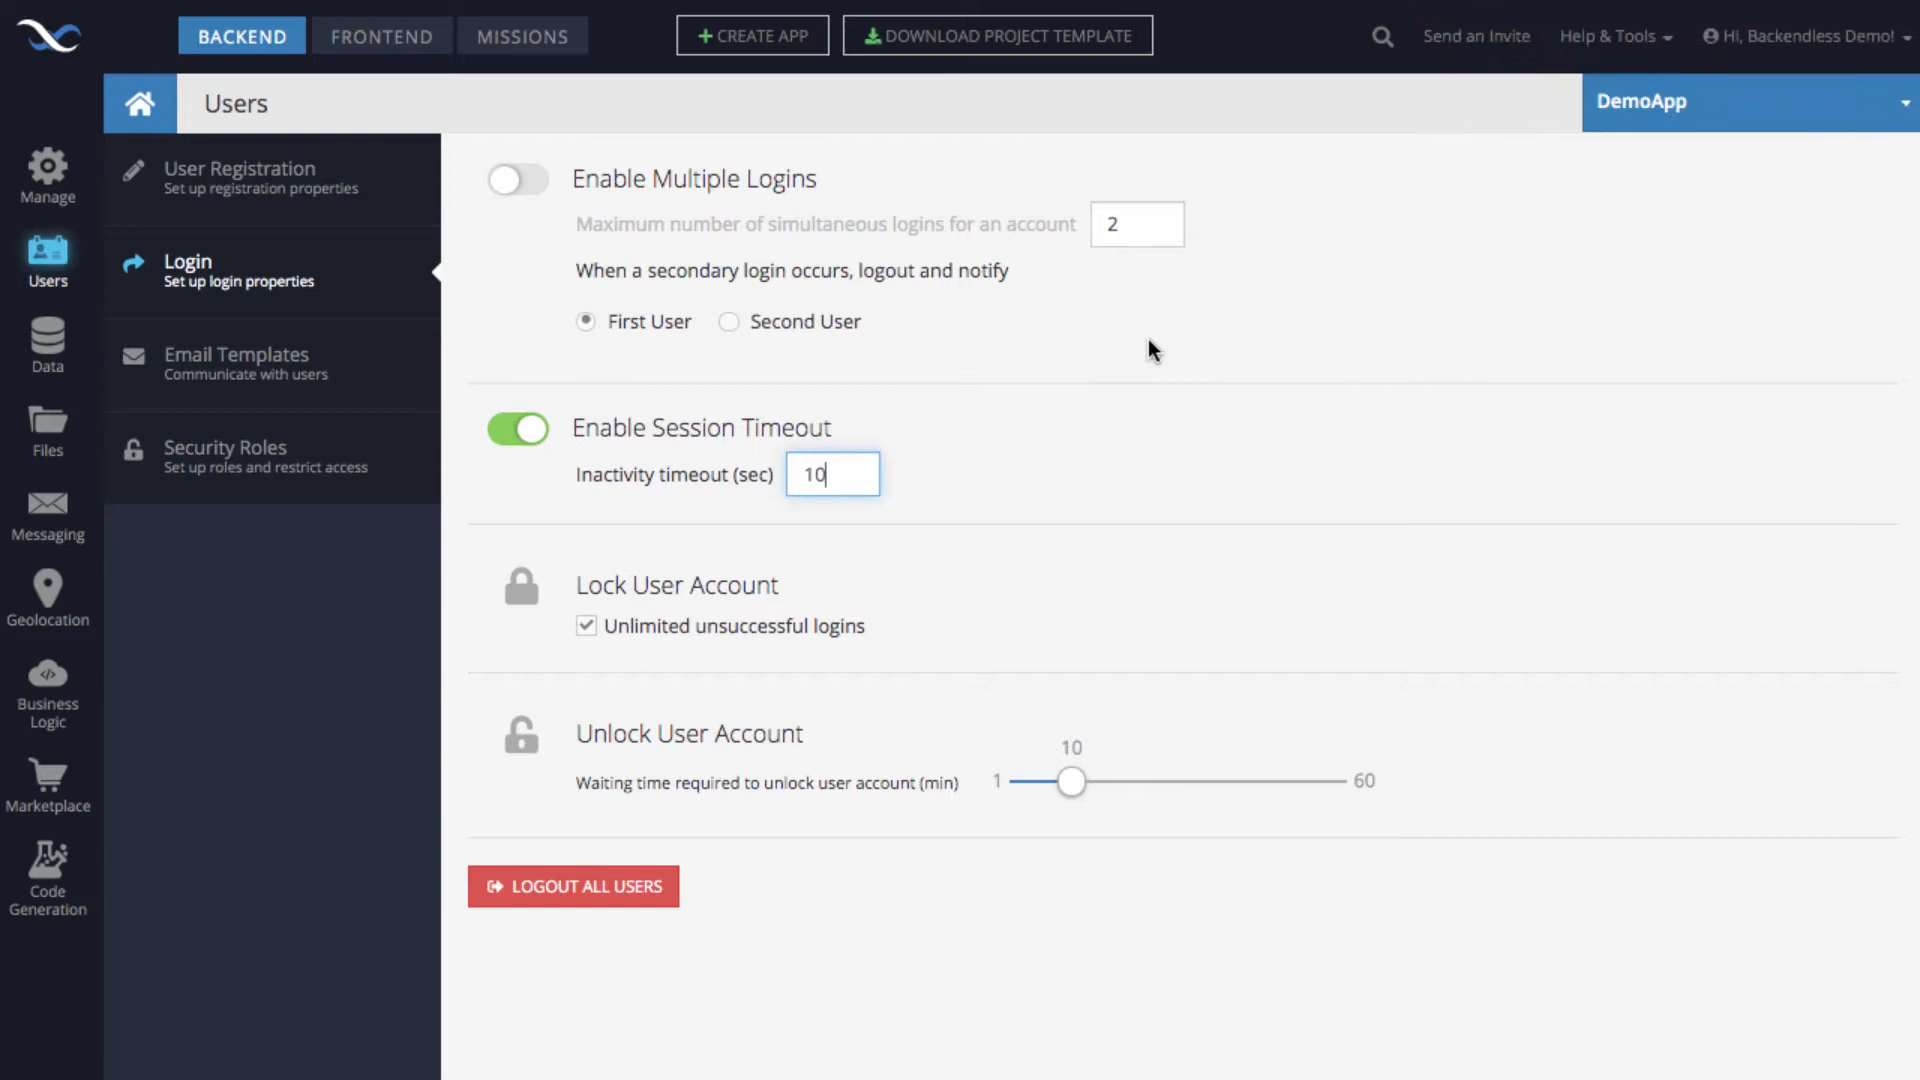 BACKEND FRONTEND MISSIONS CREATE APP DOWNLOAD PROJECT TEMPLATE Send an Invite Help & Tools Hi, Backendless Demo!
Users DemoApp
Manage
Users
Data
Files
Messaging
Geolocation
Business
Logic
Marketplace
Code
Generation
User Registration
Set up registration properties
Login
Set up login properties
Email Templates
Communicate with users
Security Roles
Set up roles and restrict access
Enable Multiple Logins
Maximum number of simultaneous logins for an account 2
When a secondary login occurs, logout and notify
First User Second User
Enable Session Timeout
Inactivity timeout (sec) 10
Lock User Account
Unlimited unsuccessful logins
Unlock User Account
10
Waiting time required to unlock user account (min) 1 60
LOGOUT ALL USERS